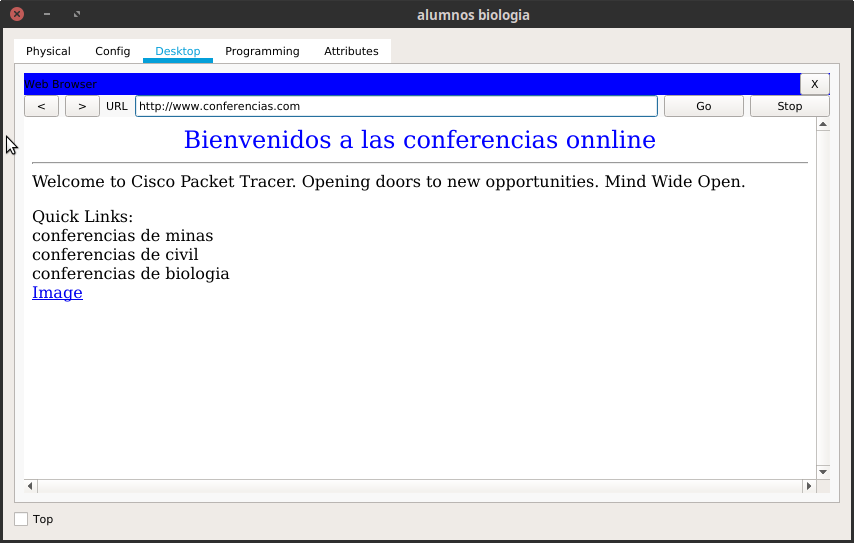 alumnos biologia
Physical Config Desktop Programming Attributes
Web Browser X
< > URL http://www.conferencias.com Go Stop
Bienvenidos a las conferencias onnline
Welcome to Cisco Packet Tracer. Opening doors to new opportunities. Mind Wide Open.
Quick Links:
conferencias de minas
conferencias de civil
conferencias de biologia
Image
Top